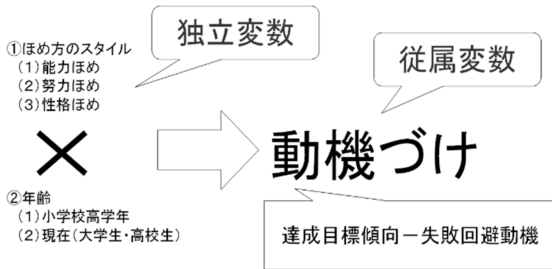 独立変数
①ほめ方のスタイル
(1)能力ほめ
(2)努力ほめ
(3)性格ほめ
従属変数
×
動機づけ
②年齢
(1)小学校高学年
(2)現在(大学生・高校生)
達成目標傾向－失敗回避動機